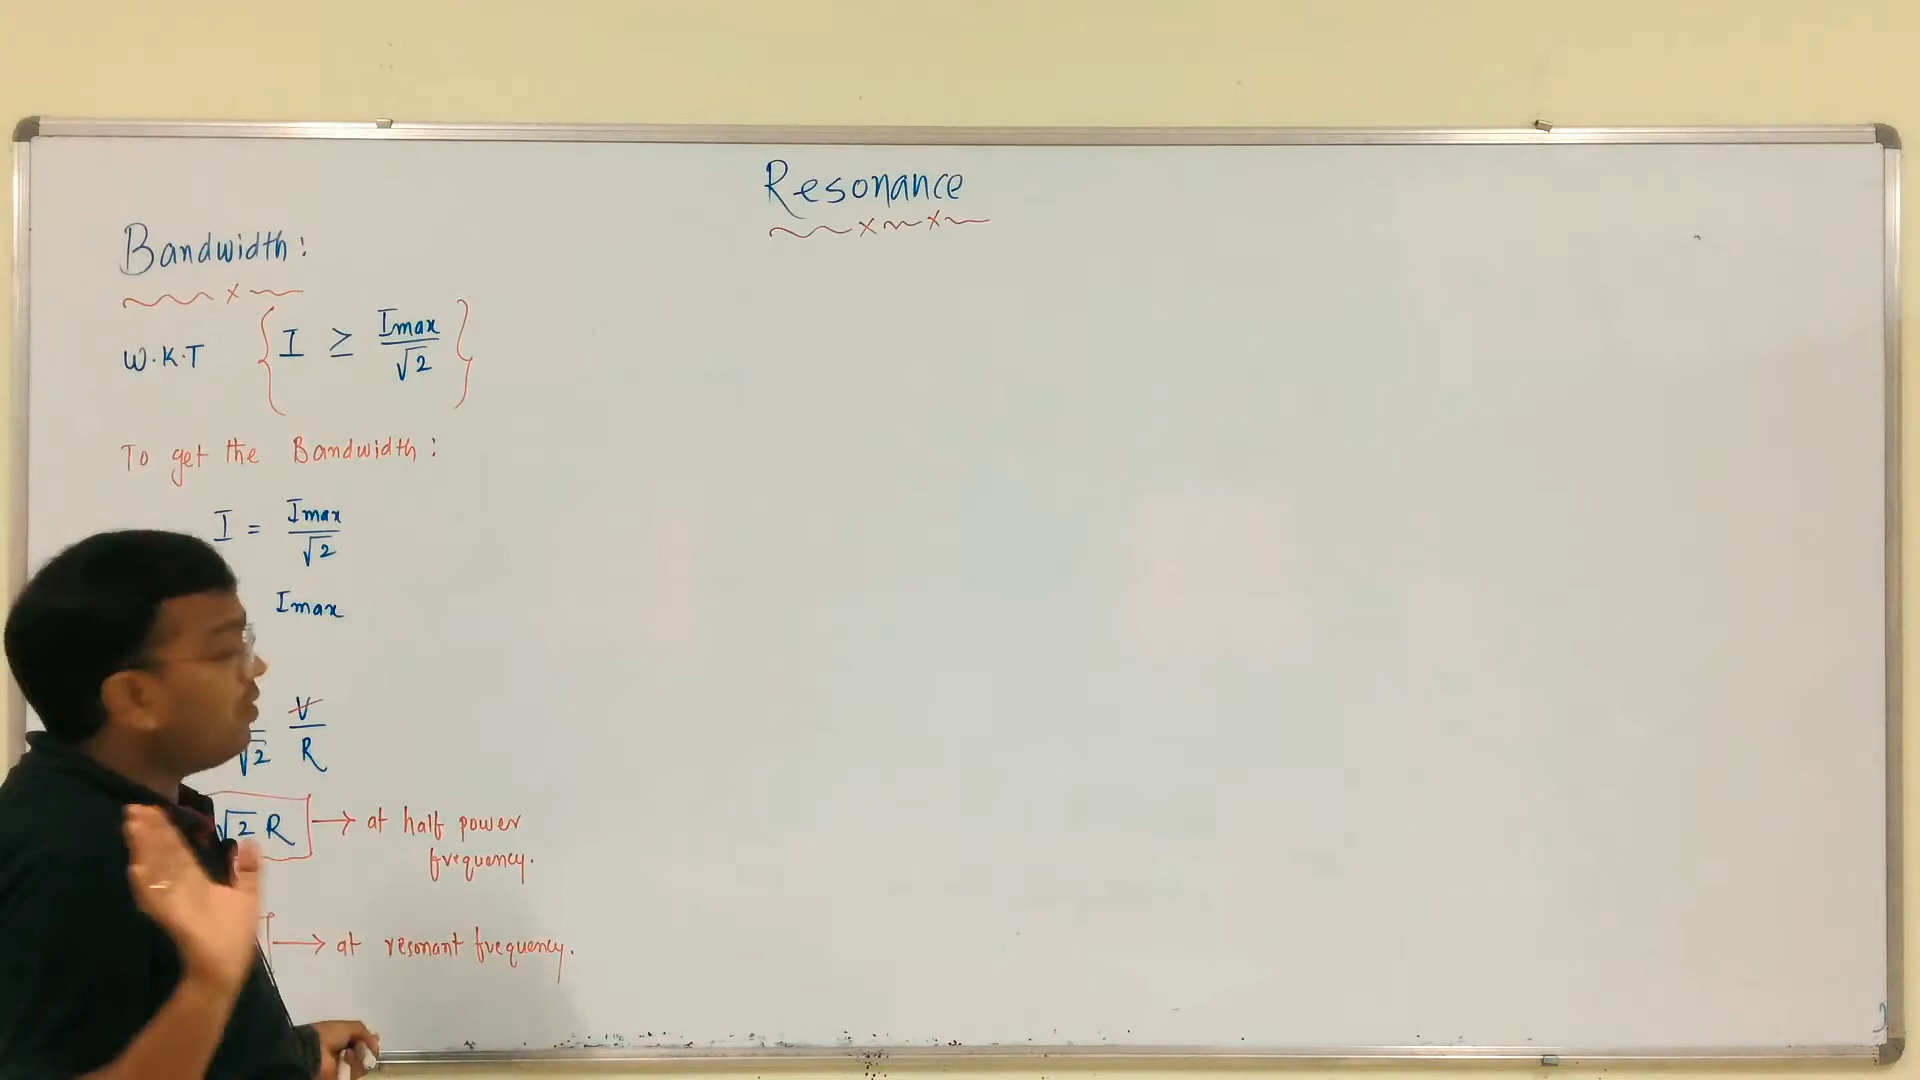 Resonance
Bandwidth:
W.K.T { I ≥ Imax/√2 }
To get the Bandwidth:
I = Imax/√2
Imax
√2 V/R
√2 R → at half power
frequency.
→ at resonant frequency.